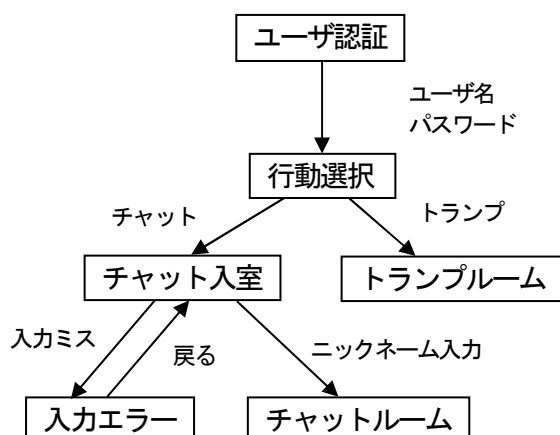 ユーザ認証
ユーザ名
パスワード
行動選択
チャット
トランプ
チャット入室
トランプルーム
入力ミス
戻る
ニックネーム入力
入力エラー
チャットルーム